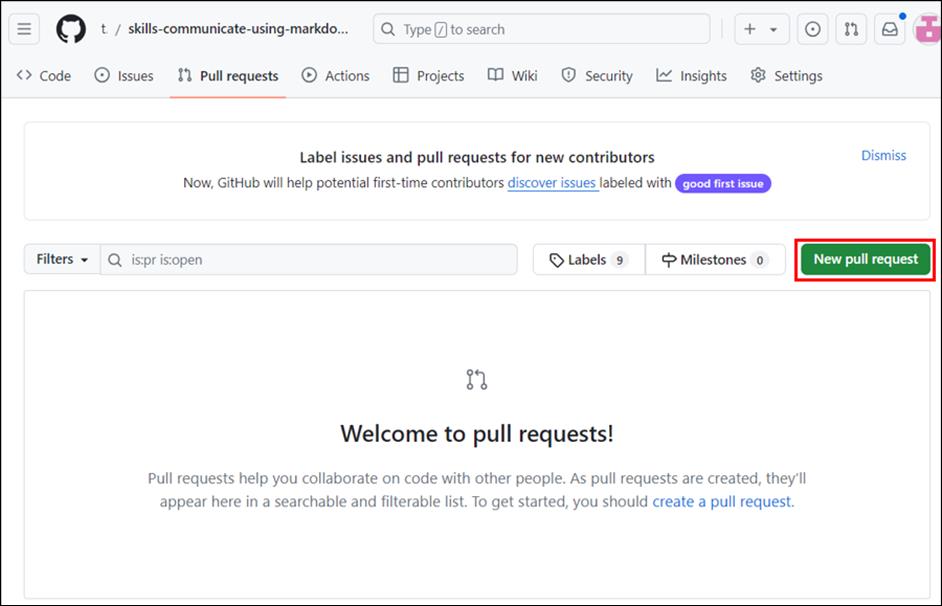 t. / skills-communicate-using-markdo... Type / to search
Code Issues Pull requests Actions Projects Wiki Security Insights Settings
Label issues and pull requests for new contributors
Dismiss
Now, GitHub will help potential first-time contributors discover issues labeled with good first issue
Filters is:pr is:open Labels 9 Milestones 0 New pull request
Welcome to pull requests!
Pull requests help you collaborate on code with other people. As pull requests are created, they'll
appear here in a searchable and filterable list. To get started, you should create a pull request.